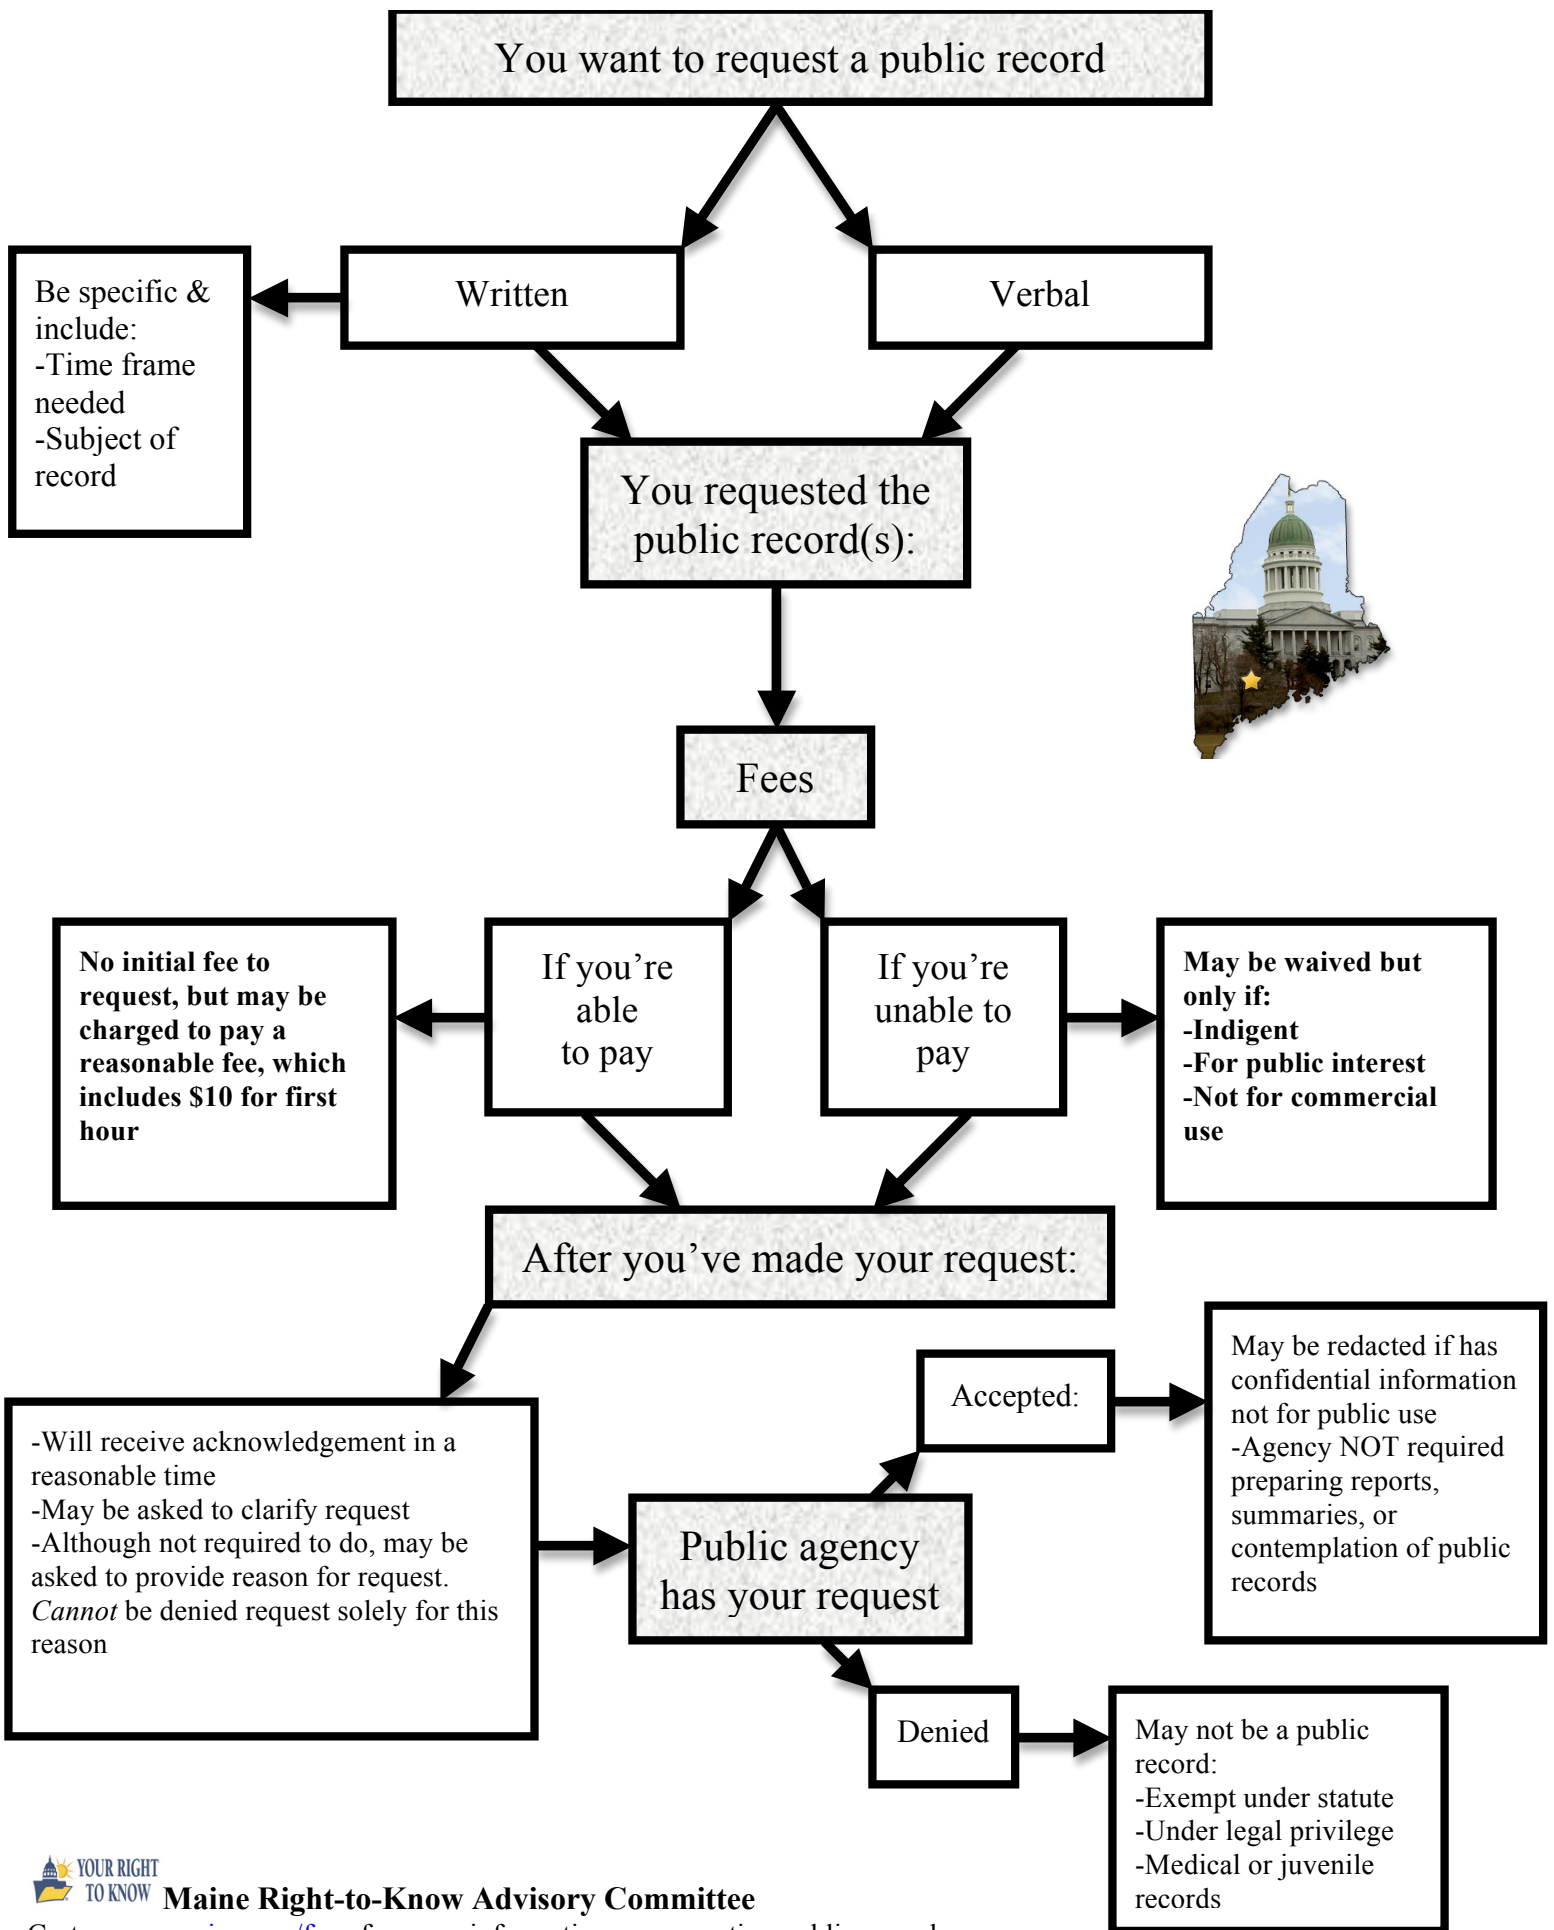 You want to request a public record
Written
Verbal
Be specific &
include:
-Time frame
needed
-Subject of
record
You requested the
public record(s):
Fees
No initial fee to
request, but may be
charged to pay a
reasonable fee, which
includes $10 for first
hour
If you’re
able
to pay
If you’re
unable to
pay
May be waived but
only if:
-Indigent
-For public interest
-Not for commercial
use
After you’ve made your request:
-Will receive acknowledgement in a
reasonable time
-May be asked to clarify request
-Although not required to do, may be
asked to provide reason for request.
Cannot be denied request solely for this
reason
Public agency
has your request
Accepted:
May be redacted if has
confidential information
not for public use
-Agency NOT required
preparing reports,
summaries, or
contemplation of public
records
Denied
May not be a public
record:
-Exempt under statute
-Under legal privilege
-Medical or juvenile
records
YOUR RIGHT
TO KNOW
Maine Right-to-Know Advisory Committee